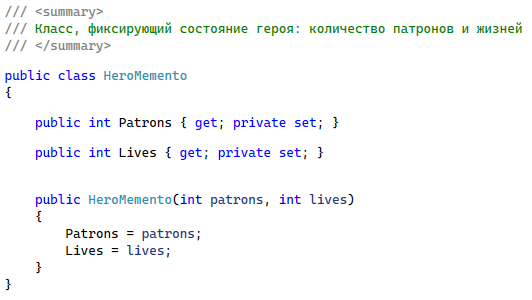 /// <summary>
/// Класс, фиксирующий состояние героя: количество патронов и жизней
/// </summary>
public class HeroMemento
{
public int Patrons { get; private set; }
public int Lives { get; private set; }
public HeroMemento(int patrons, int lives)
{
Patrons = patrons;
Lives = lives;
}
}